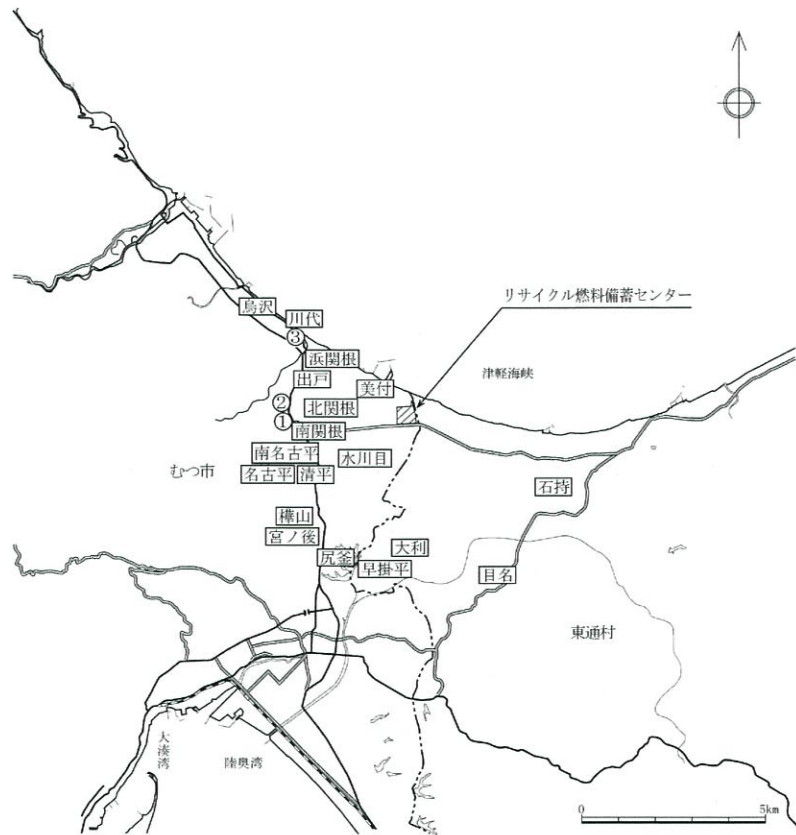 リサイクル燃料備蓄センター
鳥沢
川代
③
浜関根
津軽海峡
出戸
美付
②
北関根
①
南関根
南名古平
水川目
むつ市
名古平
清平
石持
樺山
宮ノ後
尻釜
大利
早掛平
目名
東通村
大湊湾
陸奥湾
0
5km